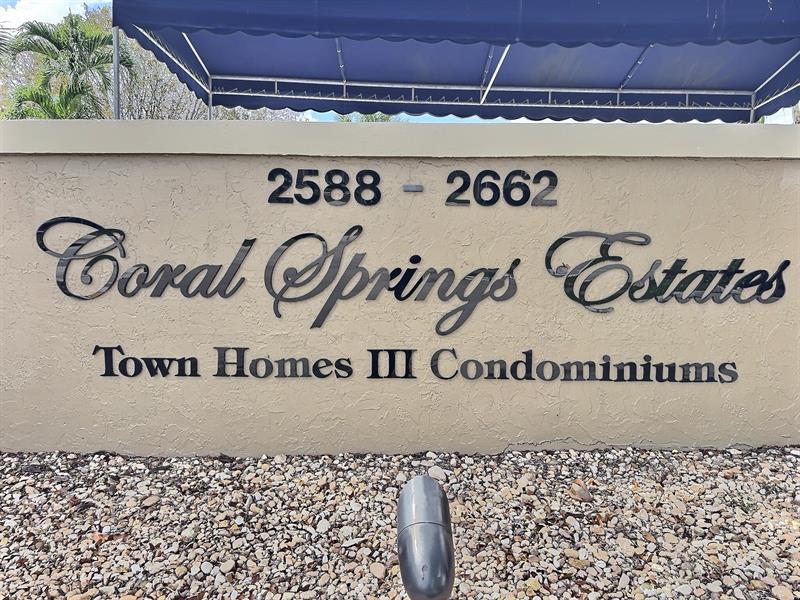 2588 - 2662
Coral Springs Estates
Town Homes III Condominiums